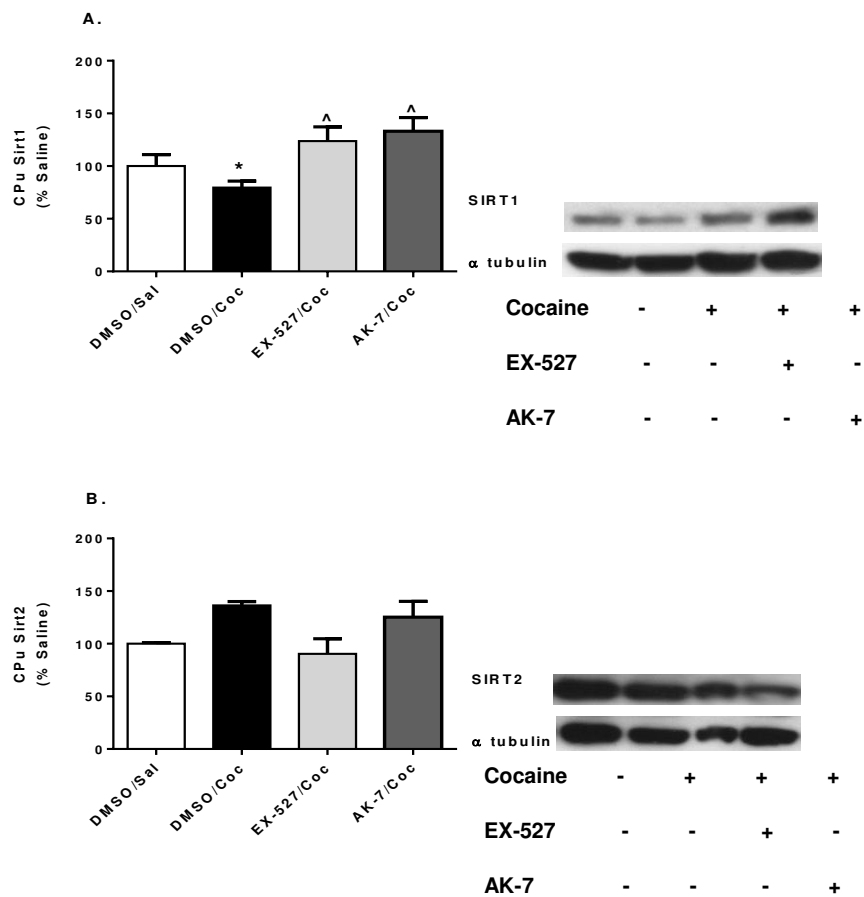 A.
CPu Sirt1
(% Saline)
200
150
100
50
0
*
^
^
DMSO/Sal
DMSO/Coc
EX-527/Coc
AK-7/Coc
SIRT1
α tubulin
Cocaine - + + +
EX-527 - - + -
AK-7 - - - +
B.
CPu Sirt2
(% Saline)
200
150
100
50
0
DMSO/Sal
DMSO/Coc
EX-527/Coc
AK-7/Coc
SIRT2
α tubulin
Cocaine - + + +
EX-527 - - + -
AK-7 - - - +